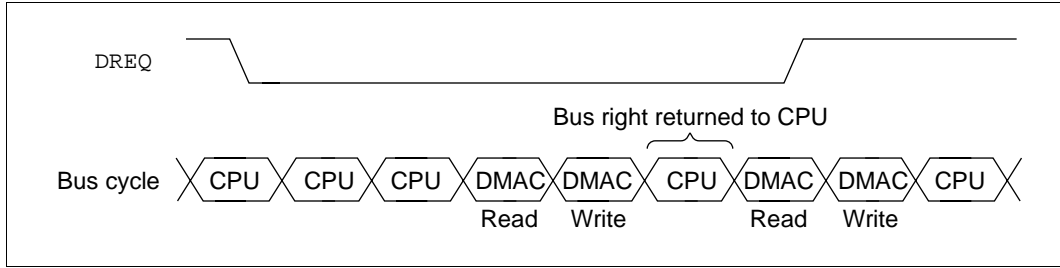 DREQ
Bus right returned to CPU
Bus cycle CPU CPU CPU DMAC DMAC CPU DMAC DMAC CPU
Read Write Read Write